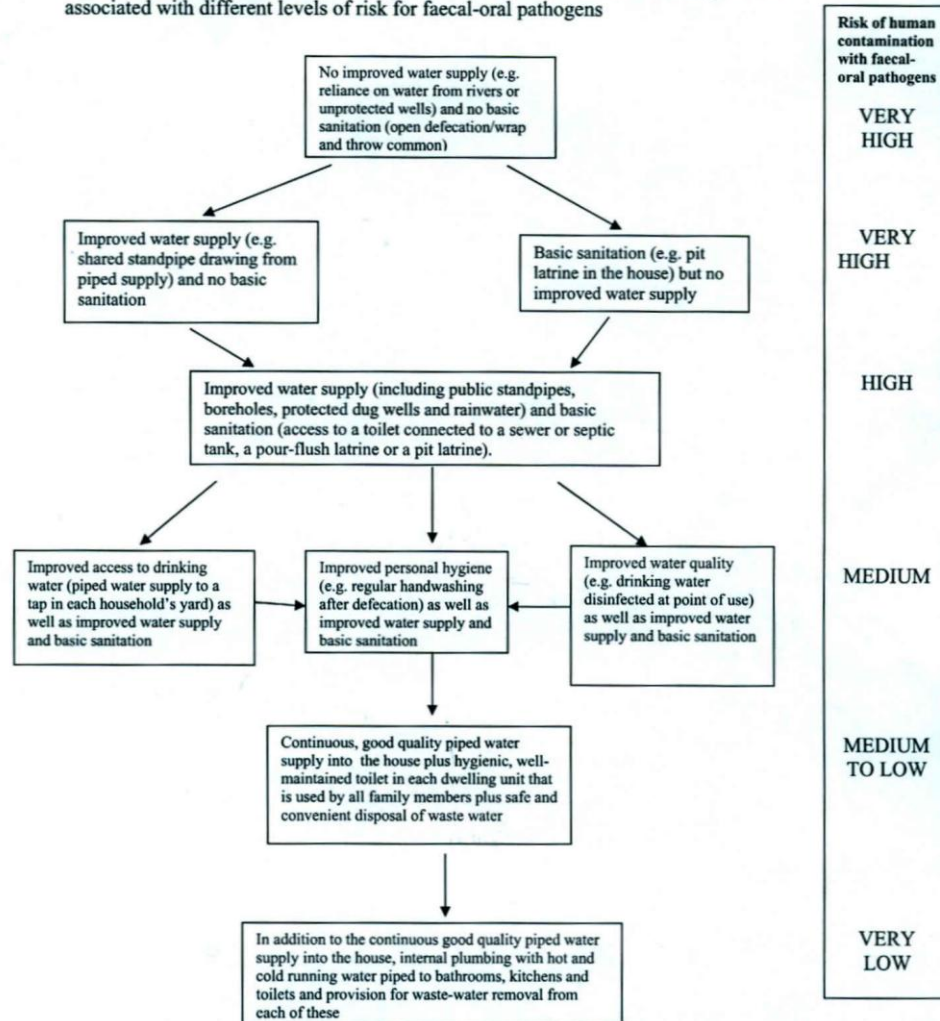 associated with different levels of risk for faecal-oral pathogens
Risk of human
contamination
with faecal-
oral pathogens
No improved water supply (e.g.
reliance on water from rivers or
unprotected wells) and no basic
sanitation (open defecation/wrap
and throw common)
VERY
HIGH
Improved water supply (e.g.
shared standpipe drawing from
piped supply) and no basic
sanitation
Basic sanitation (e.g. pit
latrine in the house) but no
improved water supply
VERY
HIGH
Improved water supply (including public standpipes,
boreholes, protected dug wells and rainwater) and basic
sanitation (access to a toilet connected to a sewer or septic
tank, a pour-flush latrine or a pit latrine).
HIGH
Improved access to drinking
water (piped water supply to a
tap in each household's yard) as
well as improved water supply
and basic sanitation
Improved personal hygiene
(e.g. regular handwashing
after defecation) as well as
improved water supply and
basic sanitation
Improved water quality
(e.g. drinking water
disinfected at point of use)
as well as improved water
supply and basic sanitation
MEDIUM
Continuous, good quality piped water
supply into the house plus hygienic, well-
maintained toilet in each dwelling unit that
is used by all family members plus safe and
convenient disposal of waste water
MEDIUM
TO LOW
In addition to the continuous good quality piped water
supply into the house, internal plumbing with hot and
cold running water piped to bathrooms, kitchens and
toilets and provision for waste-water removal from
each of these
VERY
LOW